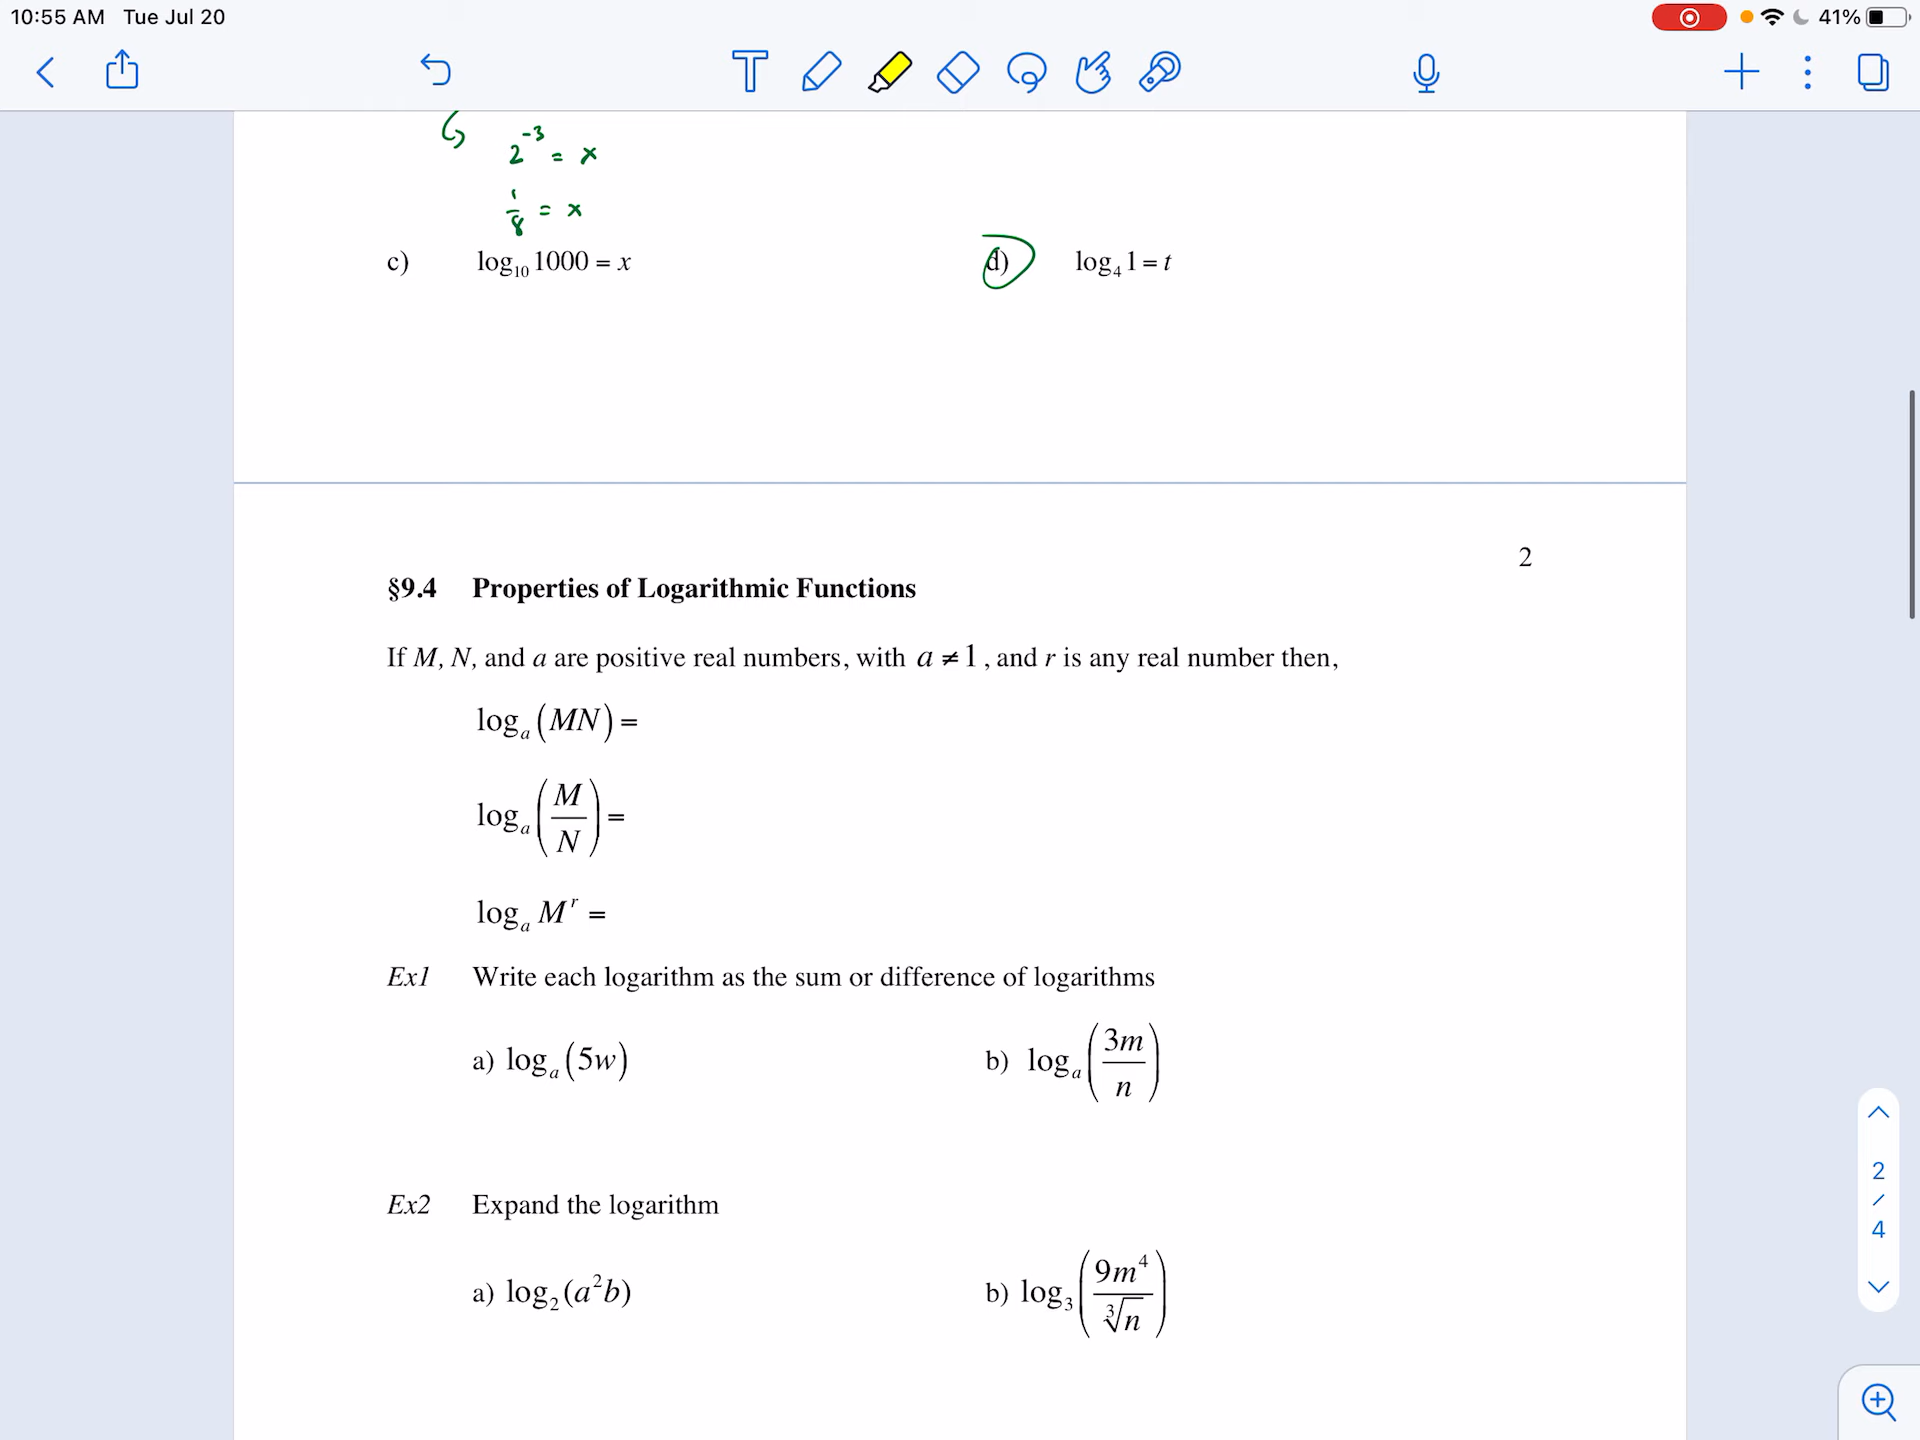 10:55 AM Tue Jul 20
41%
2⁻³ = x
1/8 = x
c) log₁₀ 1000 = x
d) log₄ 1 = t
2
§9.4 Properties of Logarithmic Functions
If M, N, and a are positive real numbers, with a ≠ 1, and r is any real number then,
logₐ (MN) =
logₐ (M/N) =
logₐ Mʳ =
Ex1 Write each logarithm as the sum or difference of logarithms
a) logₐ (5w)
b) logₐ (3m/n)
Ex2 Expand the logarithm
a) log₂ (a²b)
b) log₃ (9m⁴/∛n)
2
/
4